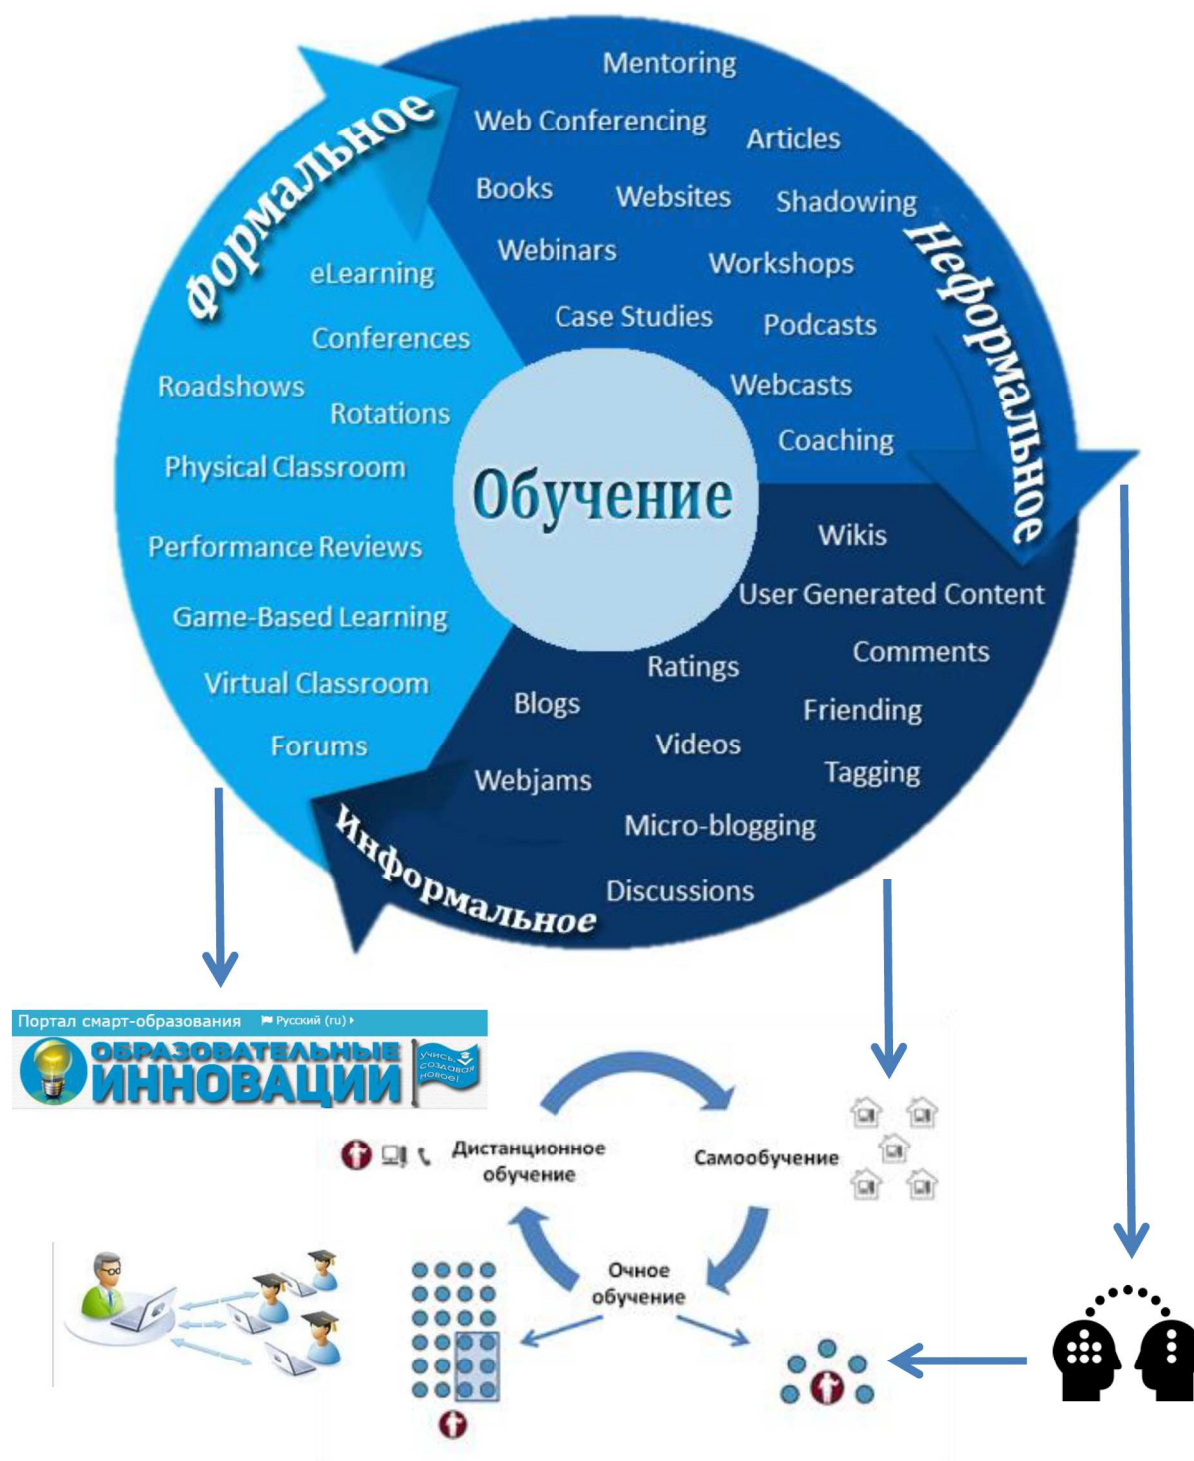 Формальное
Mentoring
Web Conferencing
Articles
Books
Websites
Shadowing
Webinars
Workshops
Case Studies
Podcasts
Webcasts
Coaching
Неформальное
eLearning
Conferences
Roadshows
Rotations
Physical Classroom
Performance Reviews
Game-Based Learning
Virtual Classroom
Forums
Обучение
Wikis
User Generated Content
Comments
Ratings
Blogs
Friending
Videos
Tagging
Webjams
Micro-blogging
Discussions
Информальное
Портал смарт-образования Русский (ru)
ОБРАЗОВАТЕЛЬНЫЕ
ИННОВАЦИИ
учись,
создавая
новое!
Дистанционное
обучение
Самообучение
Очное
обучение